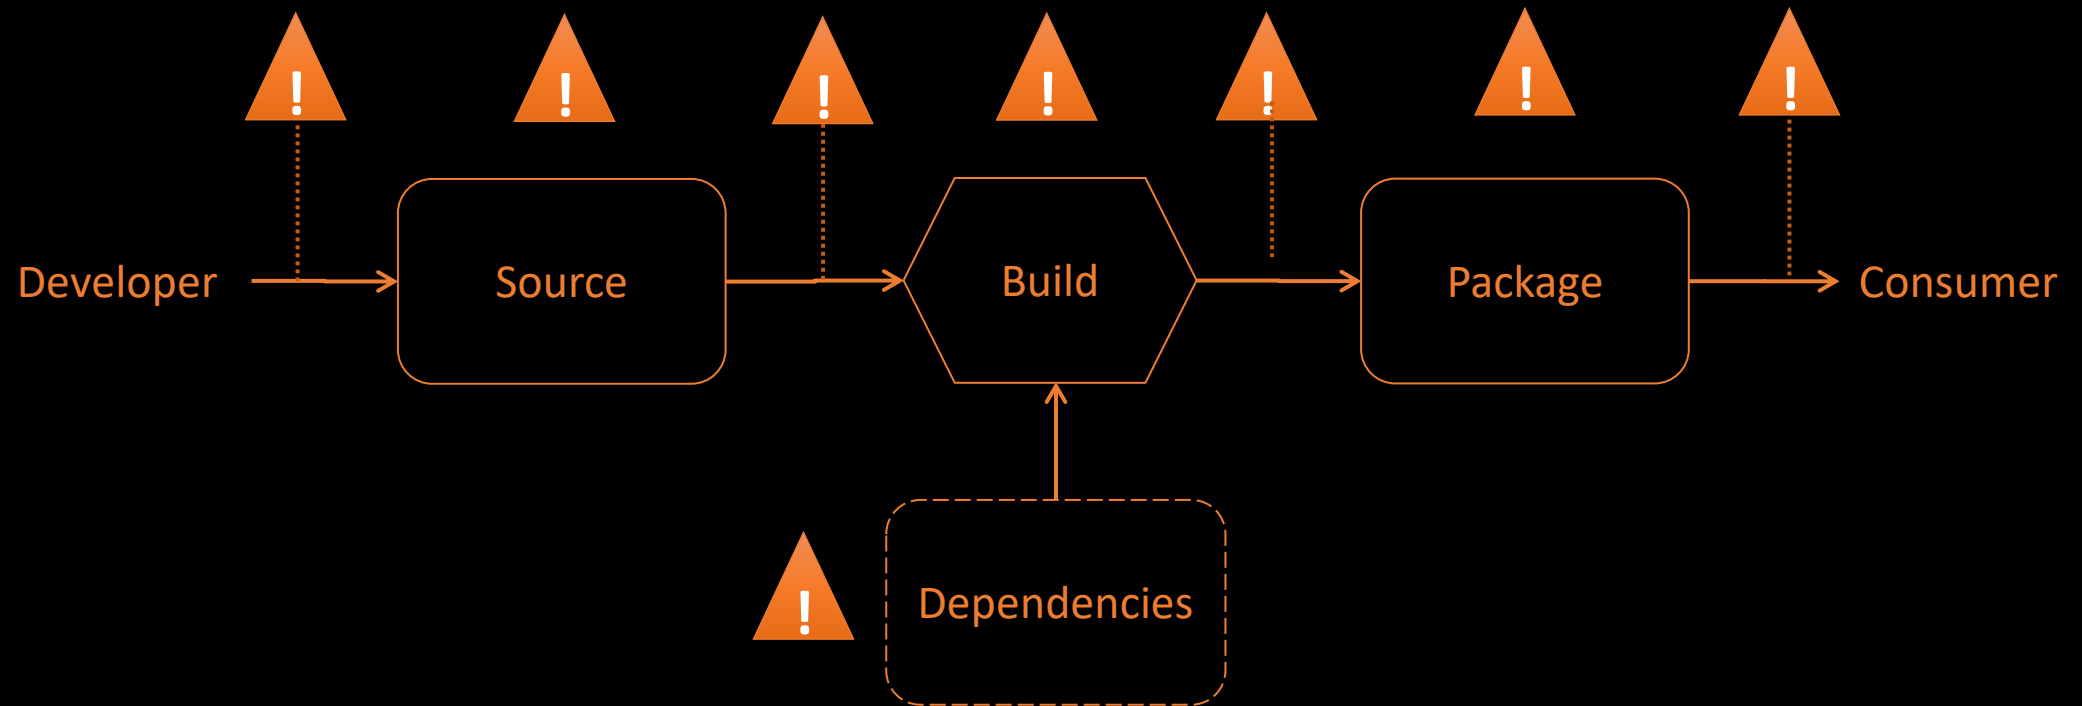 !
!
!
!
!
!
!
Developer
Source
Build
Package
Consumer
!
Dependencies